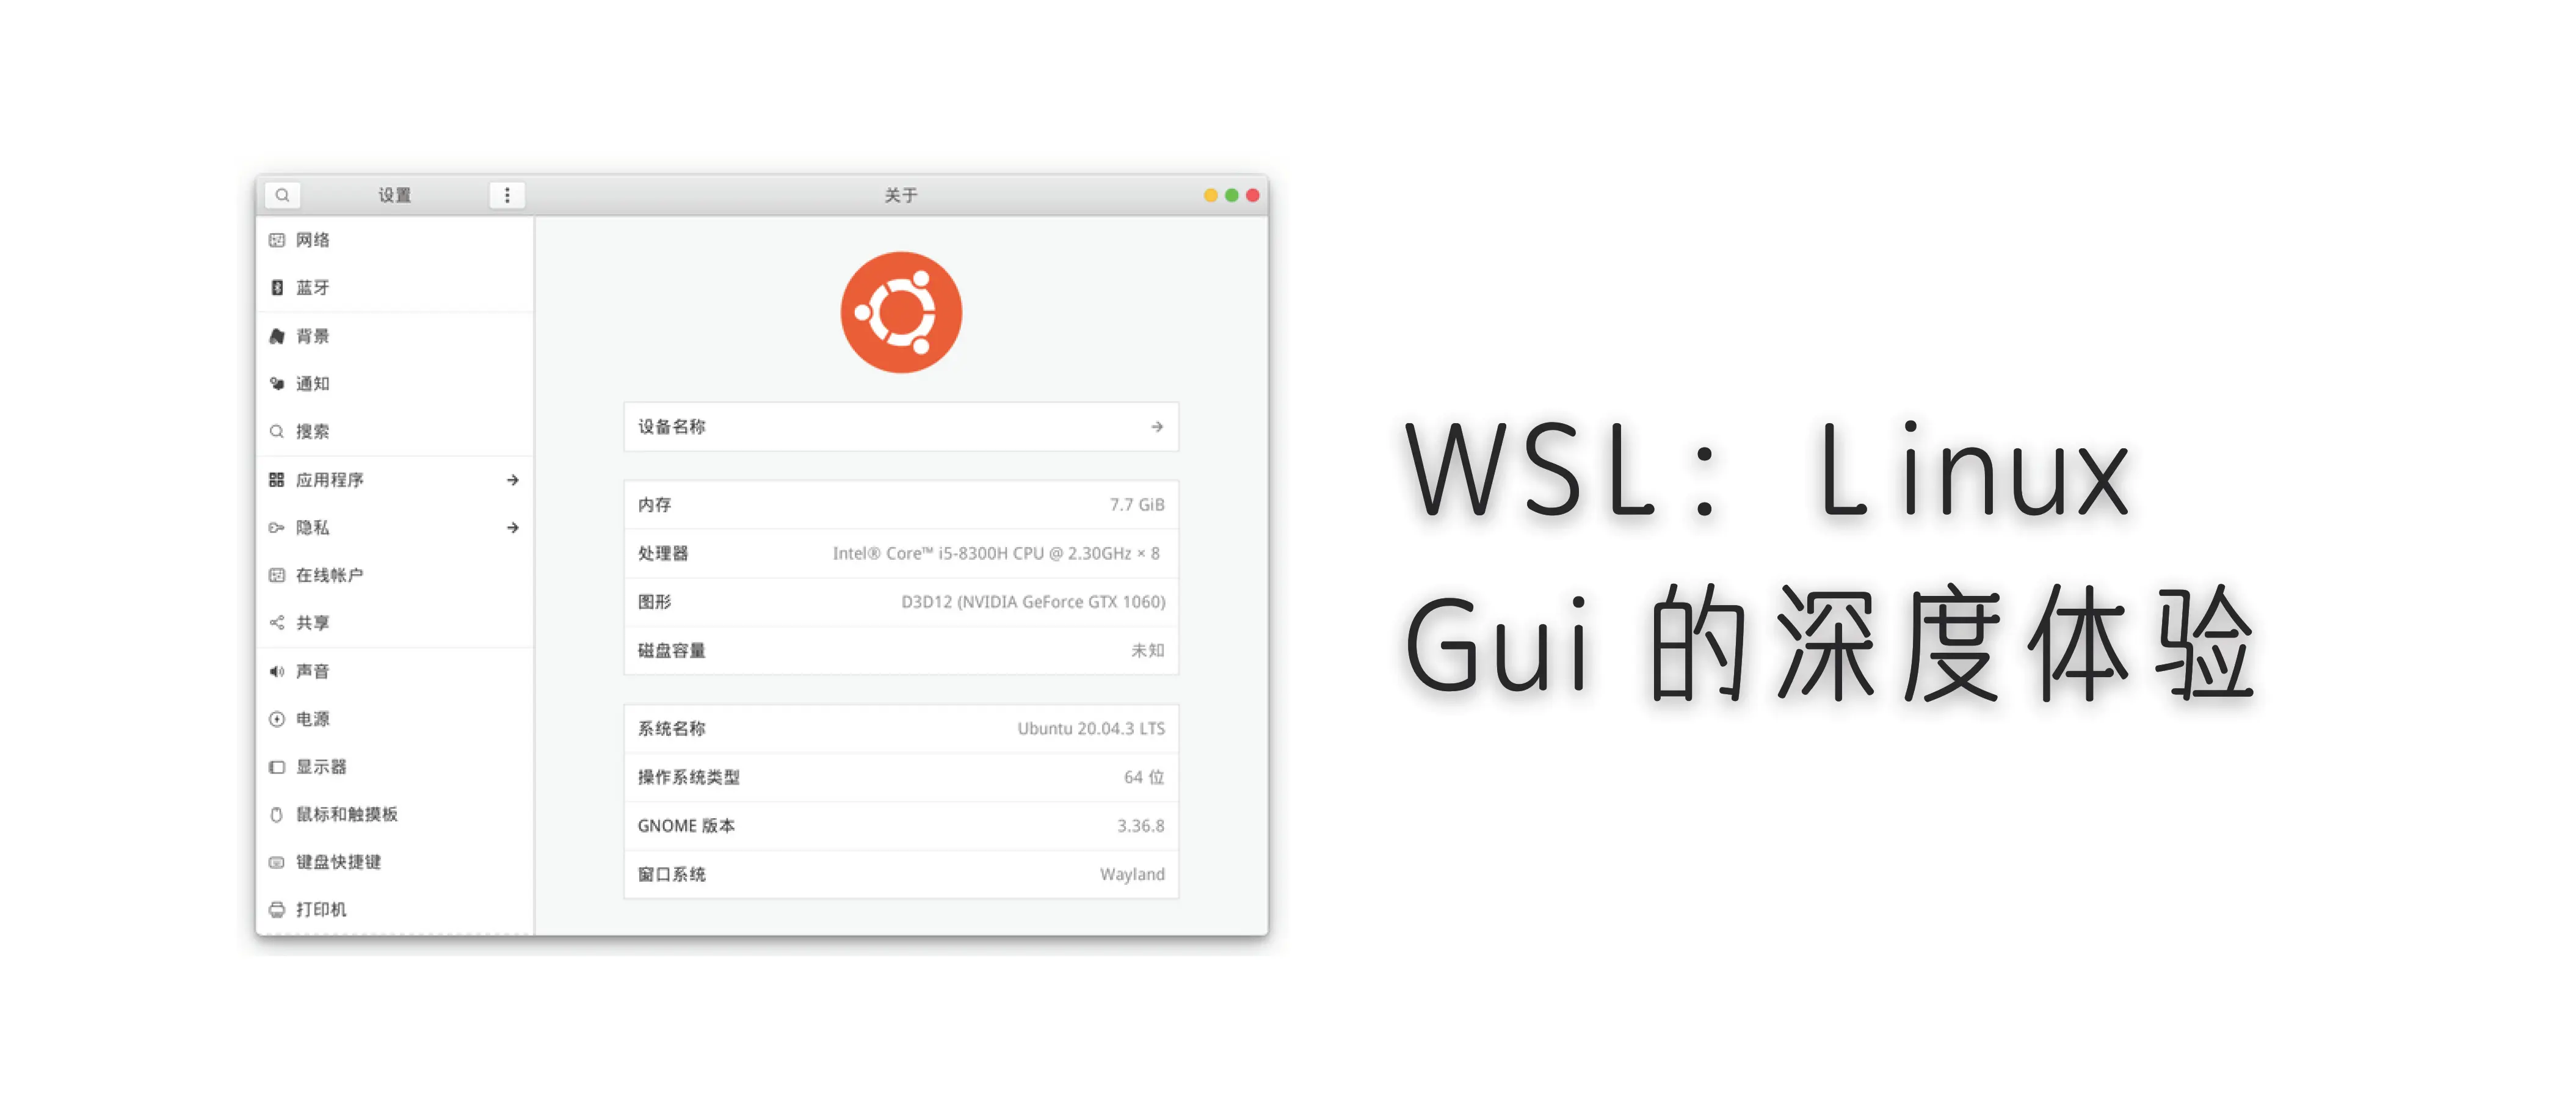 设置
关于
网络
蓝牙
背景
通知
搜索
应用程序
隐私
在线帐户
共享
声音
电源
显示器
鼠标和触摸板
键盘快捷键
打印机
设备名称
内存 7.7 GiB
处理器 Intel® Core™ i5-8300H CPU @ 2.30GHz × 8
图形 D3D12 (NVIDIA GeForce GTX 1060)
磁盘容量 未知
系统名称 Ubuntu 20.04.3 LTS
操作系统类型 64 位
GNOME 版本 3.36.8
窗口系统 Wayland
WSL：Linux
Gui 的深度体验